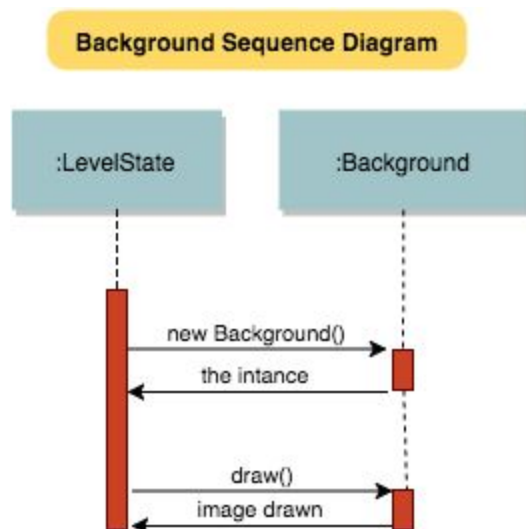 Background Sequence Diagram
:LevelState
:Background
new Background()
the intance
draw()
image drawn